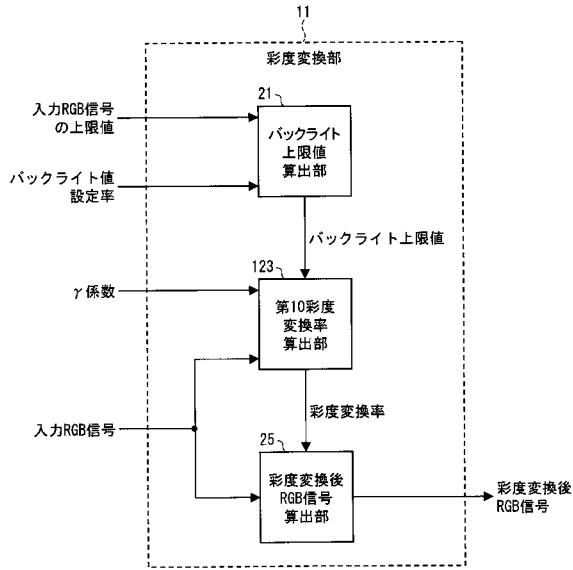 11
彩度変換部
入力RGB信号
の上限値
21
バックライト
上限値
算出部
バックライト値
設定率
バックライト上限値
123
γ係数
第10彩度
変換率
算出部
入力RGB信号
彩度変換率
25
彩度変換後
RGB信号
算出部
彩度変換後
RGB信号